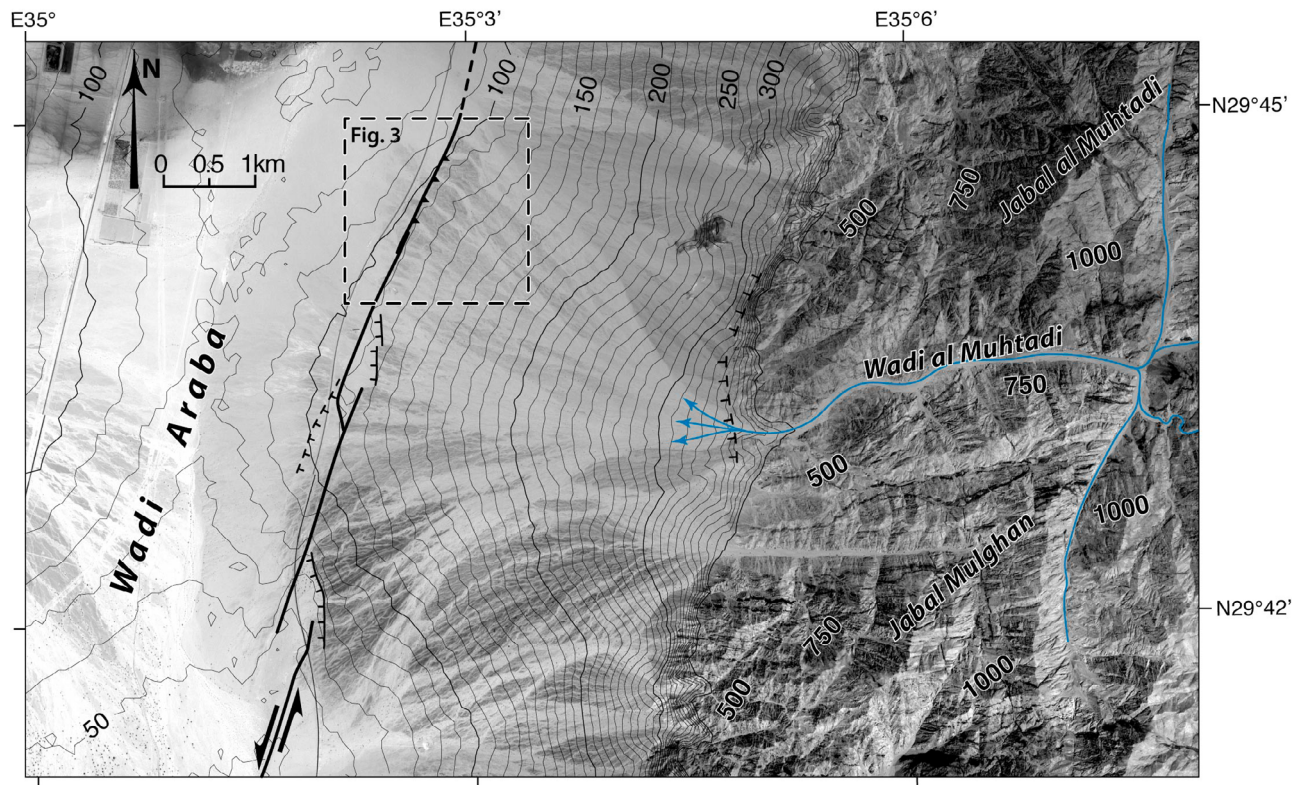 E35°
E35°3’
E35°6’
100
N
0 0.5 1km
Fig. 3
100
150
200
250
300
N29°45’
Jabal al Muhtadi
750
500
1000
Wadi Araba
Wadi al Muhtadi
750
500
1000
Jabal Mulghan
N29°42’
750
1000
500
50